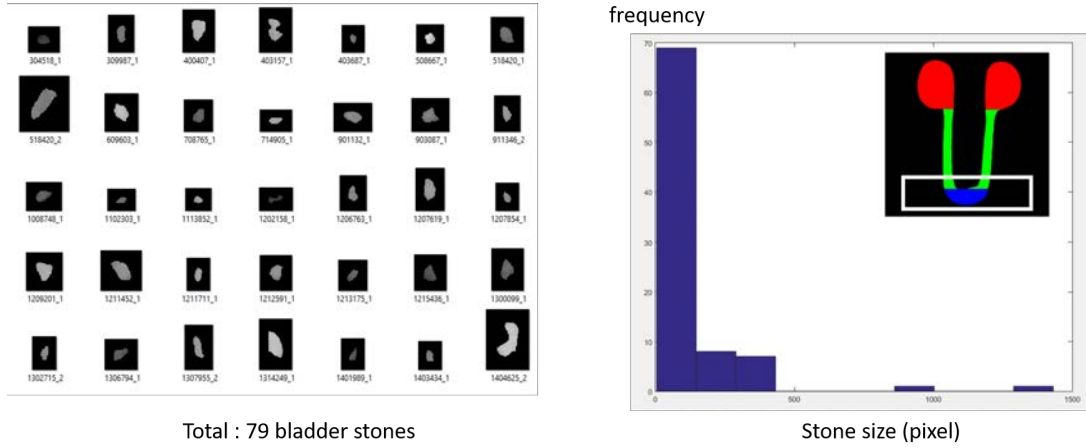 frequency
304518_1 309987_1 400407_1 403157_1 403687_1 508667_1 518420_1
518420_2 609603_1 708765_1 714905_1 901132_1 903087_1 911346_2
1008748_1 1102303_1 1113852_1 1202158_1 1206763_1 1207619_1 1207854_1
1209201_1 1211452_1 1211711_1 1212591_1 1213175_1 1215436_1 1300099_1
1302715_2 1306794_1 1307955_2 1314249_1 1401989_1 1403434_1 1404625_2
Total : 79 bladder stones
70
60
50
40
30
20
10
0
0 500 1000 1500
Stone size (pixel)